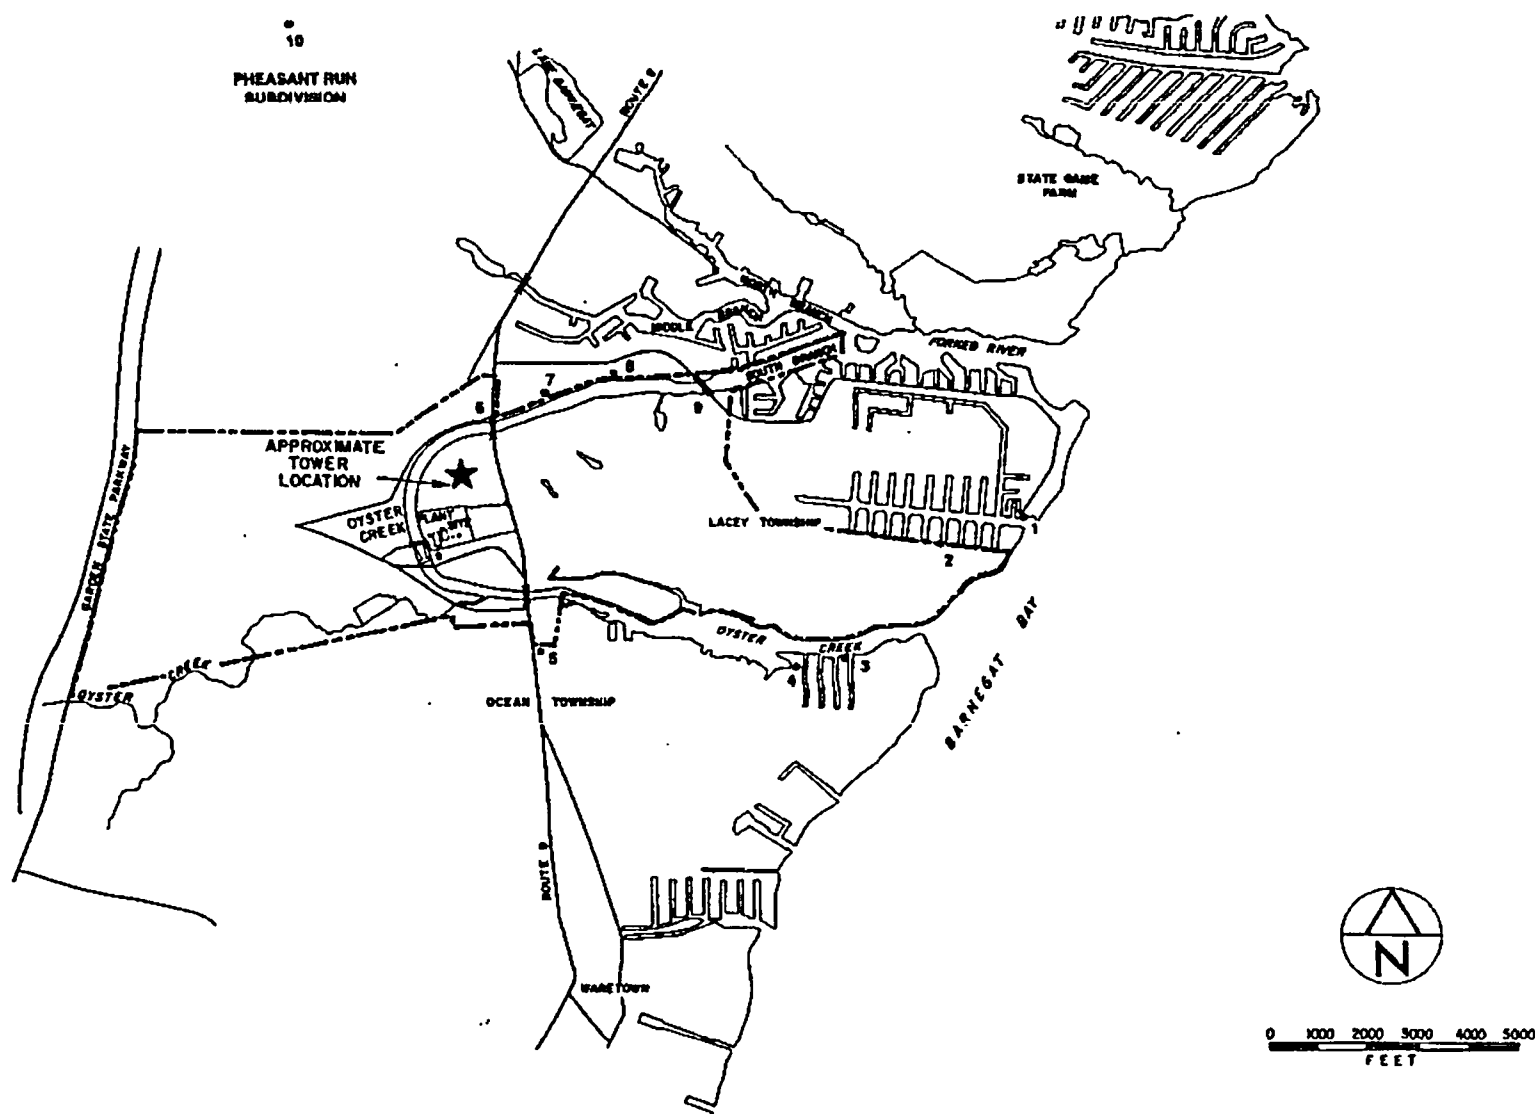 10
PHEASANT RUN
SUBDIVISION
ROUTE 9
STATE GAME
FARM
NORTH
BRANCH
MIDDLE BRANCH
FORKED RIVER
SOUTH BRANCH
8
7
6
9
APPROXIMATE
TOWER
LOCATION
GARDEN STATE PARKWAY
OYSTER
CREEK
PLANT
SITE
LACEY TOWNSHIP
1
2
BARNEGAT BAY
OYSTER CREEK
3
4
5
OYSTER CREEK
OCEAN TOWNSHIP
ROUTE 9
WARETOWN
N
0 1000 2000 3000 4000 5000
FEET